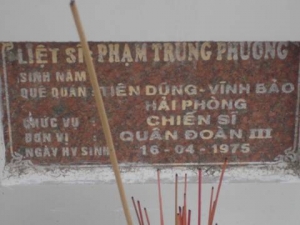 LIỆT SĨ: PHẠM TRUNG PHƯƠNG
SINH NĂM
QUÊ QUÁN: TIÊN DŨNG-VĨNH BẢO
HẢI PHÒNG
CHỨC VỤ : CHIẾN SĨ
ĐƠN VỊ : QUÂN ĐOÀN III
NGÀY HY SINH 16-04-1975